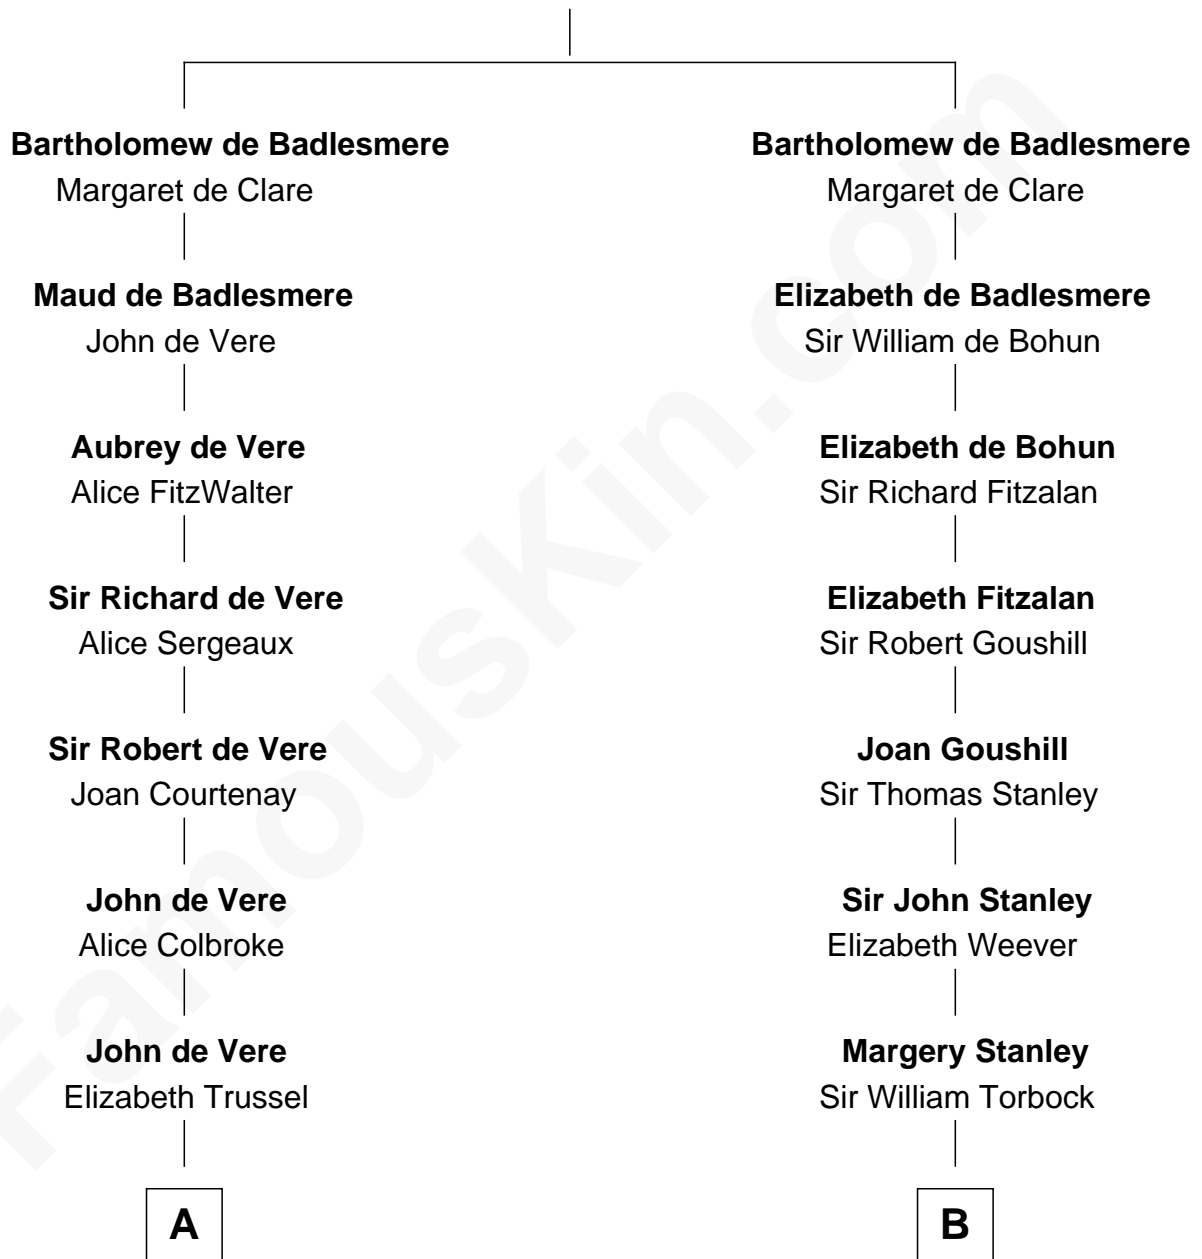 Bartholomew de Badlesmere
Margaret de Clare
Maud de Badlesmere
John de Vere
Aubrey de Vere
Alice FitzWalter
Sir Richard de Vere
Alice Sergeaux
Sir Robert de Vere
Joan Courtenay
John de Vere
Alice Colbroke
John de Vere
Elizabeth Trussel
A
Bartholomew de Badlesmere
Margaret de Clare
Elizabeth de Badlesmere
Sir William de Bohun
Elizabeth de Bohun
Sir Richard Fitzalan
Elizabeth Fitzalan
Sir Robert Goushill
Joan Goushill
Sir Thomas Stanley
Sir John Stanley
Elizabeth Weever
Margery Stanley
Sir William Torbock
B
FamousKin.com